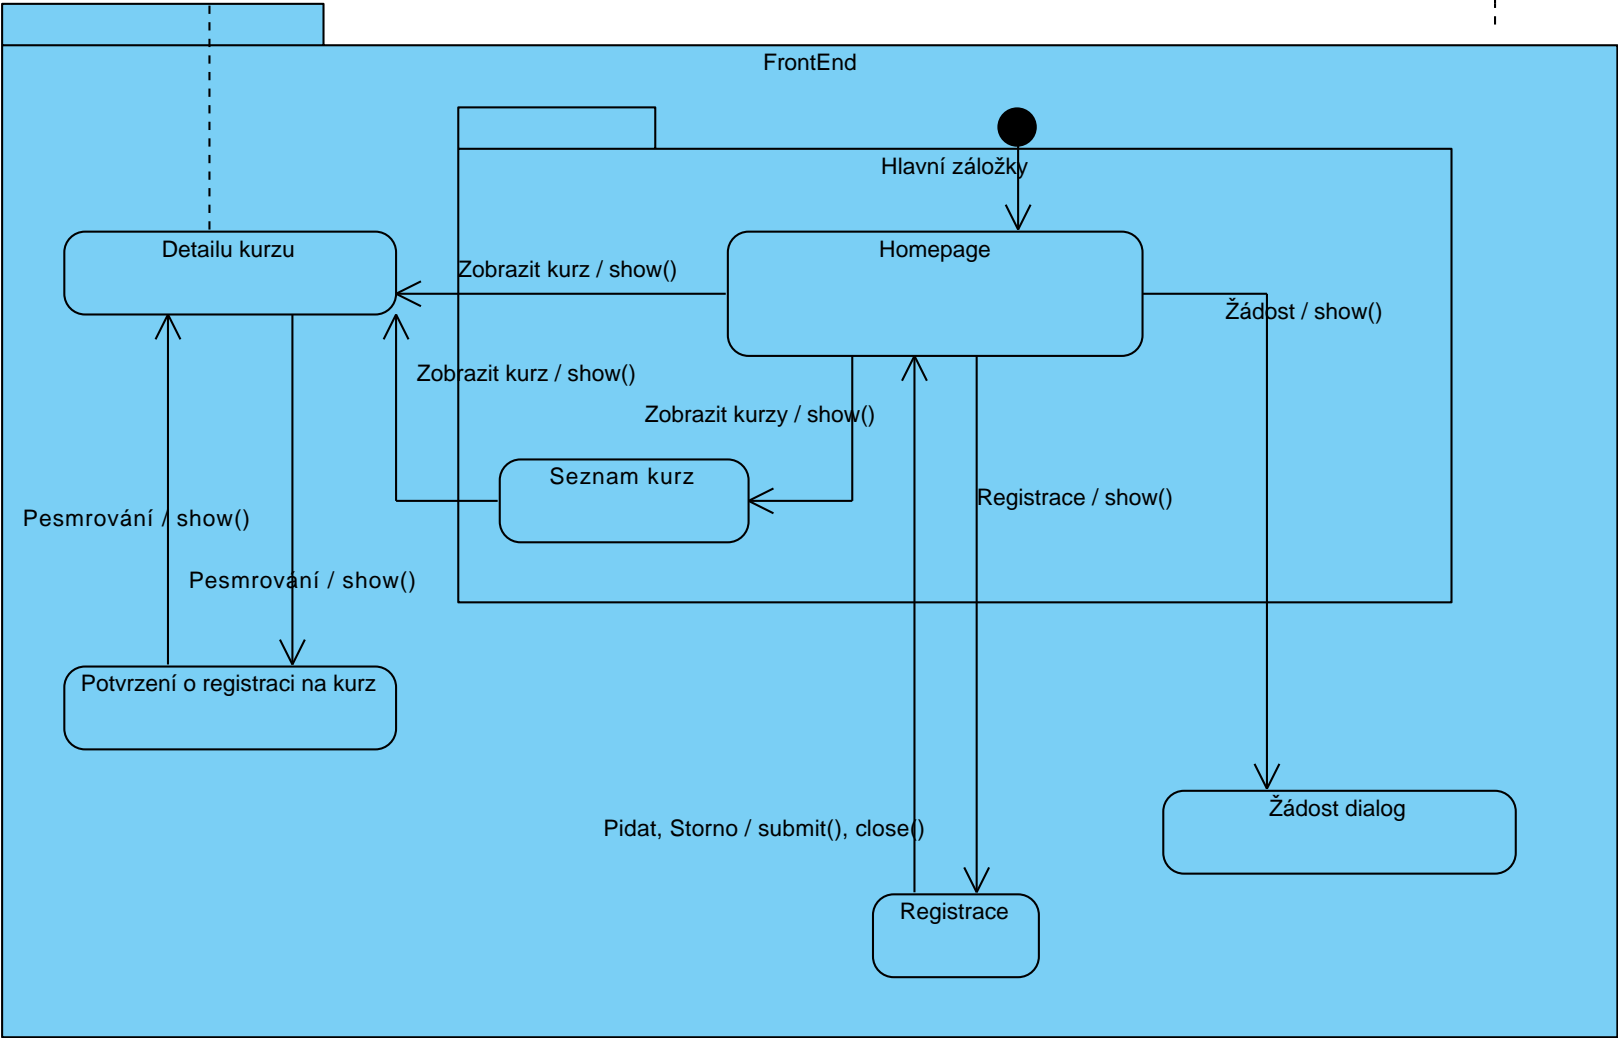 FrontEnd
Hlavní záložky
Detailu kurzu
Homepage
Zobrazit kurz / show()
Žádost / show()
Zobrazit kurz / show()
Zobrazit kurzy / show()
Seznam kurz
Registrace / show()
Pesmrování / show()
Pesmrování / show()
Potvrzení o registraci na kurz
Žádost dialog
Pidat, Storno / submit(), close()
Registrace